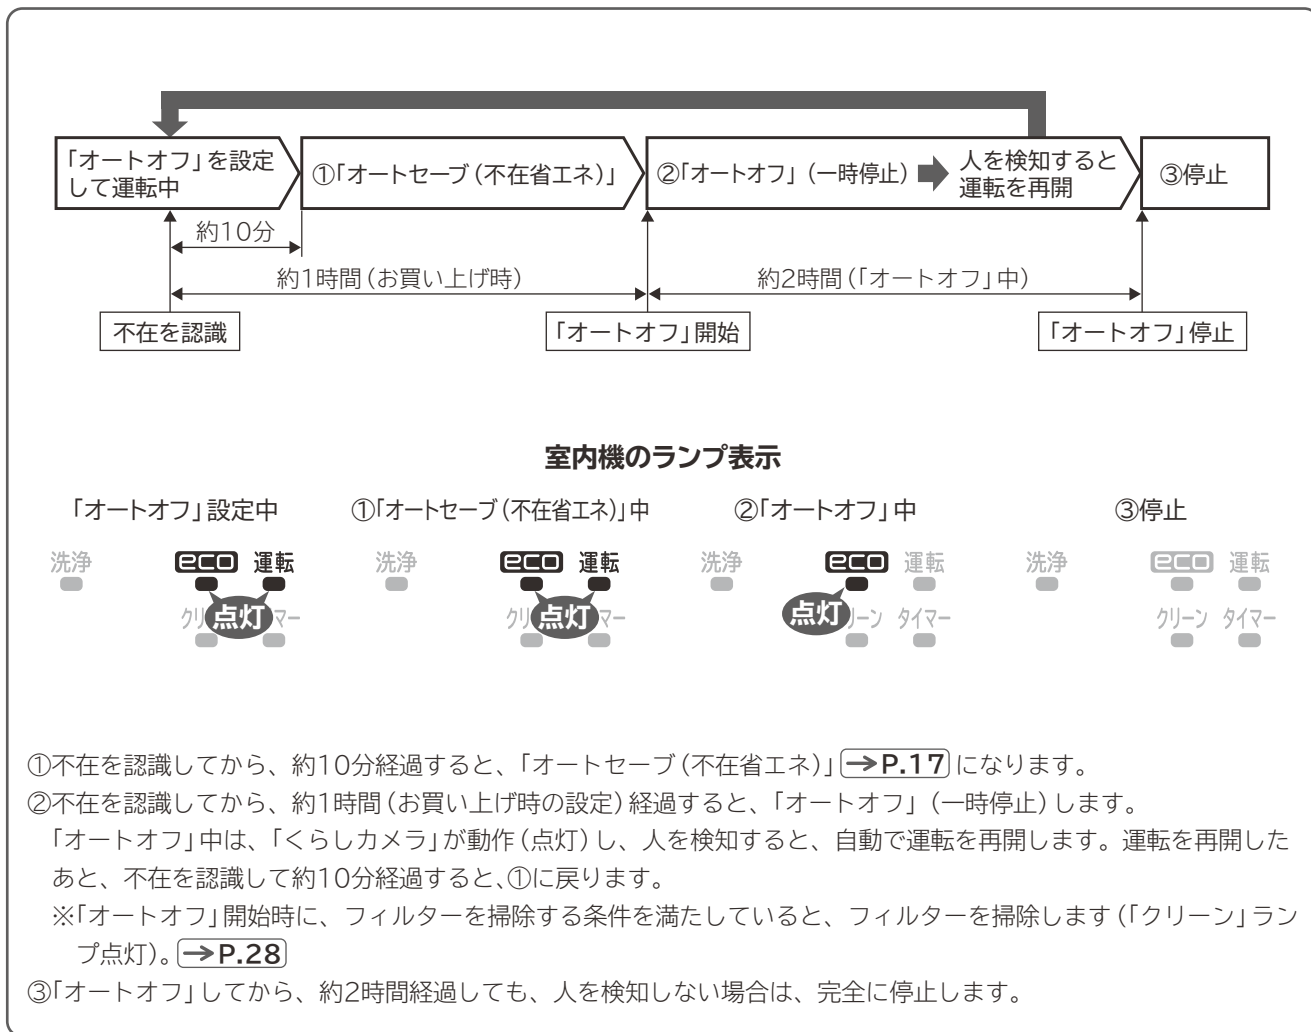 「オートオフ」を設定
して運転中
①「オートセーブ(不在省エネ)」
②「オートオフ」(一時停止)
人を検知すると
運転を再開
③停止
約10分
約1時間(お買い上げ時)
約2時間(「オートオフ」中)
不在を認識
「オートオフ」開始
「オートオフ」停止
室内機のランプ表示
「オートオフ」設定中
①「オートセーブ(不在省エネ)」中
②「オートオフ」中
③停止
洗浄 eco 運転 洗浄 eco 運転 洗浄 eco 運転 洗浄 eco 運転
クリ 点灯 マー クリ 点灯 マー 点灯 リーン タイマー クリーン タイマー
①不在を認識してから、約10分経過すると、「オートセーブ(不在省エネ)」→P.17になります。
②不在を認識してから、約1時間(お買い上げ時の設定)経過すると、「オートオフ」(一時停止)します。
「オートオフ」中は、「くらしカメラ」が動作(点灯)し、人を検知すると、自動で運転を再開します。運転を再開した
あと、不在を認識して約10分経過すると、①に戻ります。
※「オートオフ」開始時に、フィルターを掃除する条件を満たしていると、フィルターを掃除します(「クリーン」ラン
プ点灯)。→P.28
③「オートオフ」してから、約2時間経過しても、人を検知しない場合は、完全に停止します。